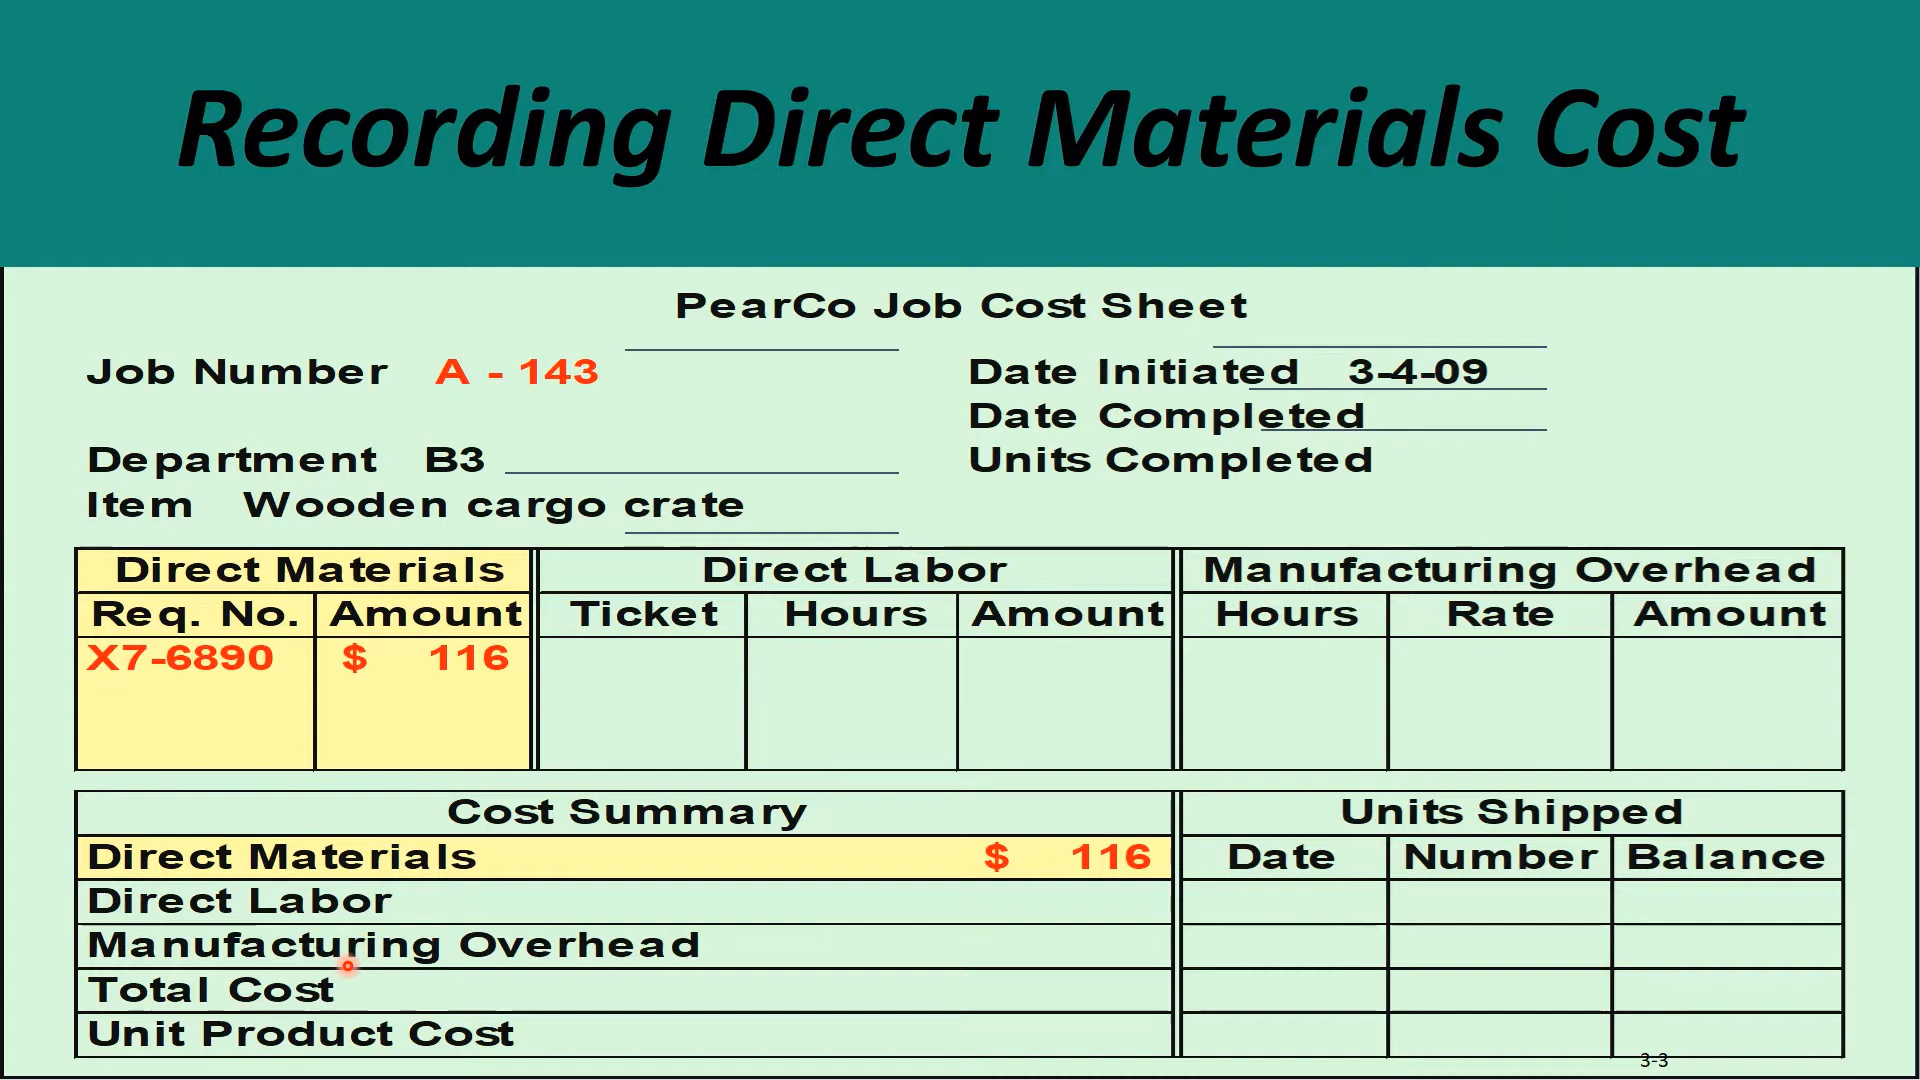 Recording Direct Materials Cost
PearCo Job Cost Sheet
Job Number A - 143 Date Initiated 3-4-09
Date Completed
Department B3 Units Completed
Item Wooden cargo crate
Direct Materials Direct Labor Manufacturing Overhead
Req. No. Amount Ticket Hours Amount Hours Rate Amount
X7-6890 $ 116
Cost Summary Units Shipped
Direct Materials $ 116 Date Number Balance
Direct Labor
Manufacturing Overhead
Total Cost
Unit Product Cost
3-3